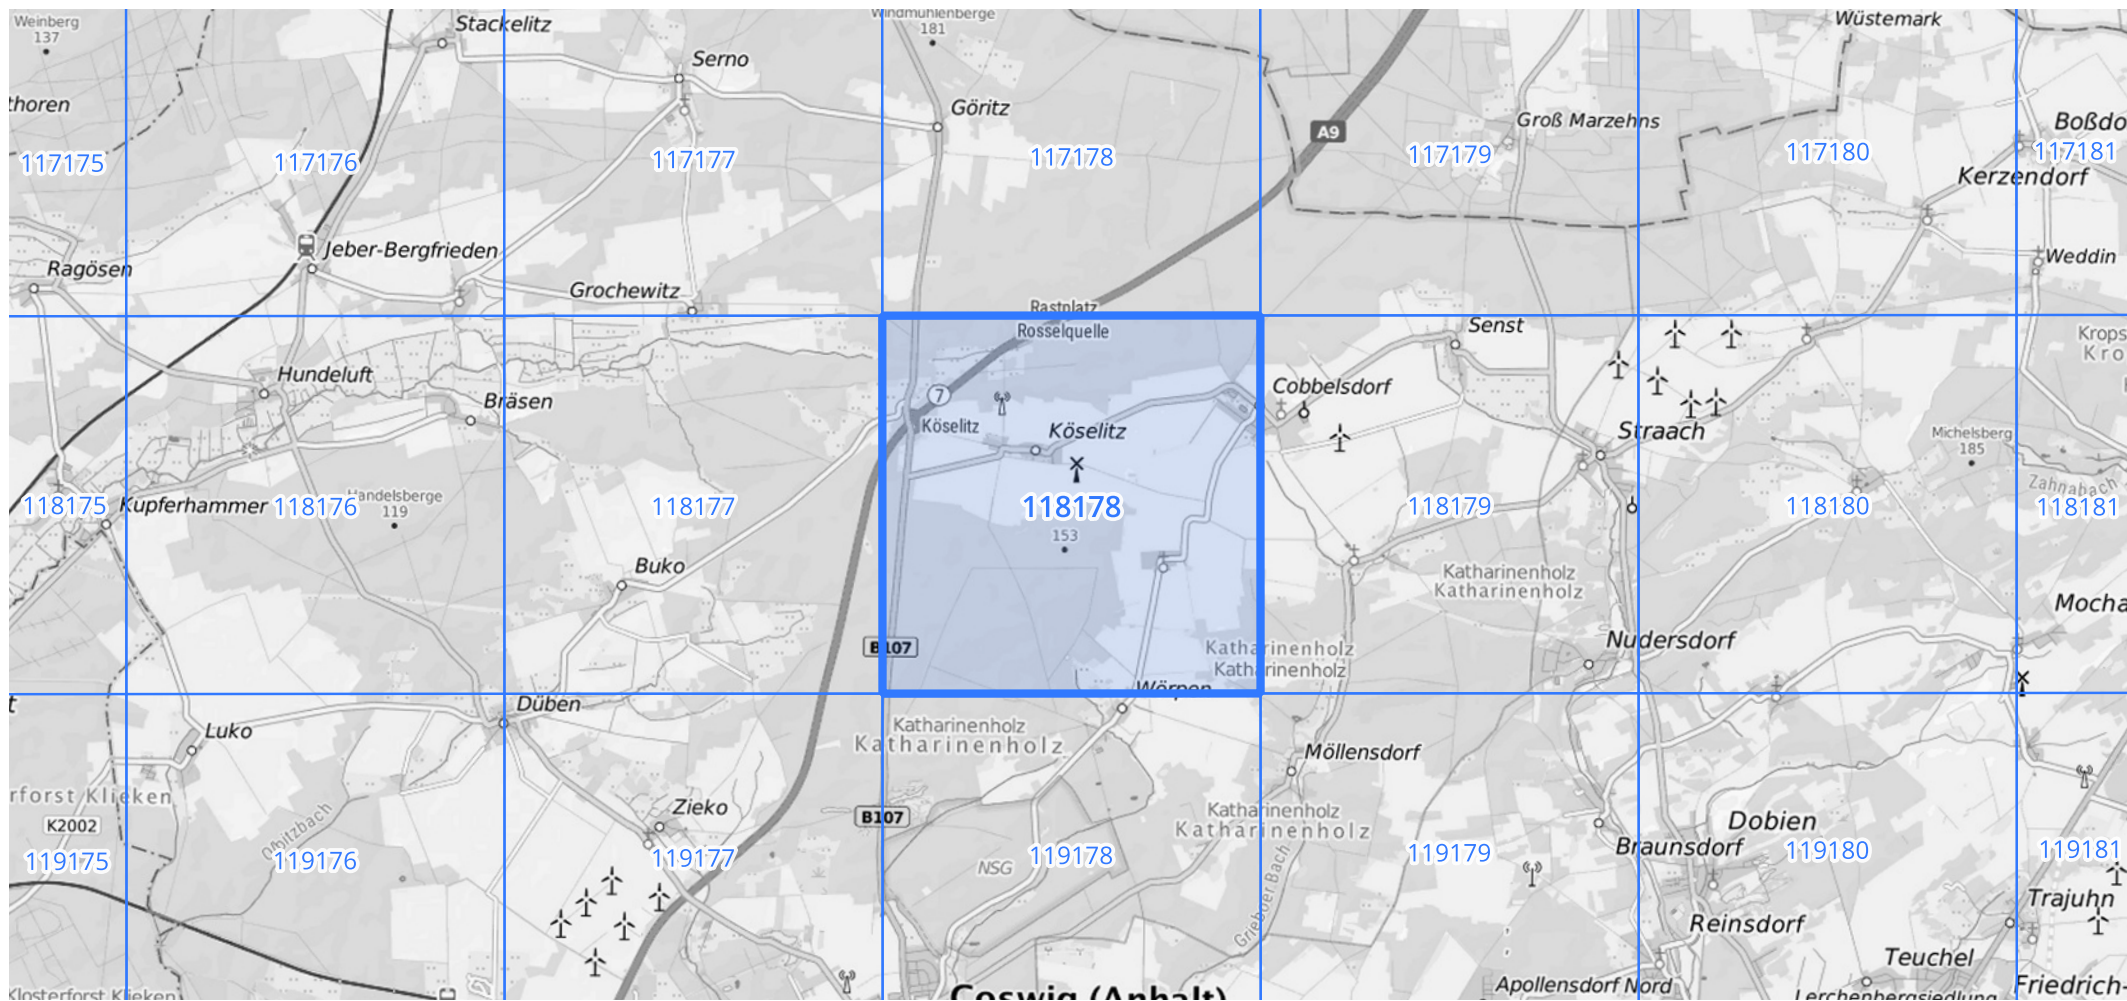 Weinberg
137
Stackelitz
Serno
Windmühlenberge
181
Wüstemark
thoren
Göritz
A9
Groß Marzehns
Boßdo
117175
117176
117177
117178
117179
117180
117181
Kerzendorf
Ragösen
Jeber-Bergfrieden
Weddin
Grochewitz
Rastplatz
Rosselquelle
Senst
Krops
Kro
Hundeluft
7
Cobbelsdorf
Bräsen
Köselitz
Köselitz
Straach
Michelsberg
185
Zahnabach
Handelsberge
119
118175
Kupferhammer
118176
118177
118178
118179
118180
118181
153
Buko
Katharinenholz
Katharinenholz
Mocha
B107
Katharinenholz
Katharinenholz
Nudersdorf
Wörpen
t
Luko
Düben
Katharinenholz
Katharinenholz
Möllensdorf
rforst Klieken
K2002
Zieko
B107
Katharinenholz
Katharinenholz
Dobien
Olbitzbach
Braunsdorf
119175
119176
119177
119178
119179
119180
119181
NSG
Grieboer Bach
Trajuhn
Reinsdorf
Teuchel
Klosterforst Klieken
Coswig (Anhalt)
Apollensdorf Nord
Lerchenbergsiedlung
Friedrich